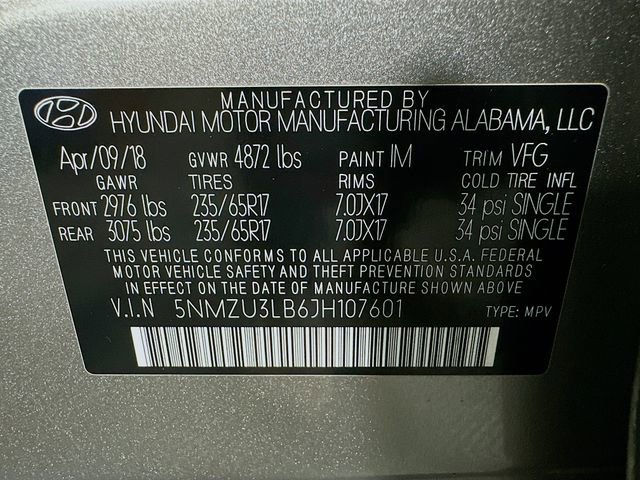 MANUFACTURED BY
HYUNDAI MOTOR MANUFACTURING ALABAMA, LLC
Apr/09/18 GVWR 4872 lbs PAINT IM TRIM VFG
GAWR TIRES RIMS COLD TIRE INFL
FRONT 2976 lbs 235/65R17 7.0JX17 34 psi SINGLE
REAR 3075 lbs 235/65R17 7.0JX17 34 psi SINGLE
THIS VEHICLE CONFORMS TO ALL APPLICABLE U.S.A. FEDERAL
MOTOR VEHICLE SAFETY AND THEFT PREVENTION STANDARDS
IN EFFECT ON THE DATE OF MANUFACTURE SHOWN ABOVE.
V.I.N 5NMZU3LB6JH107601 TYPE: MPV